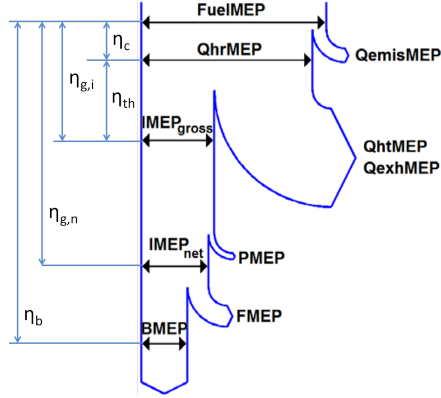 FuelMEP
ηc
QhrMEP
QemisMEP
ηg,i
ηth
IMEPgross
QhtMEP
QexhMEP
ηg,n
IMEPnet
PMEP
FMEP
ηb
BMEP